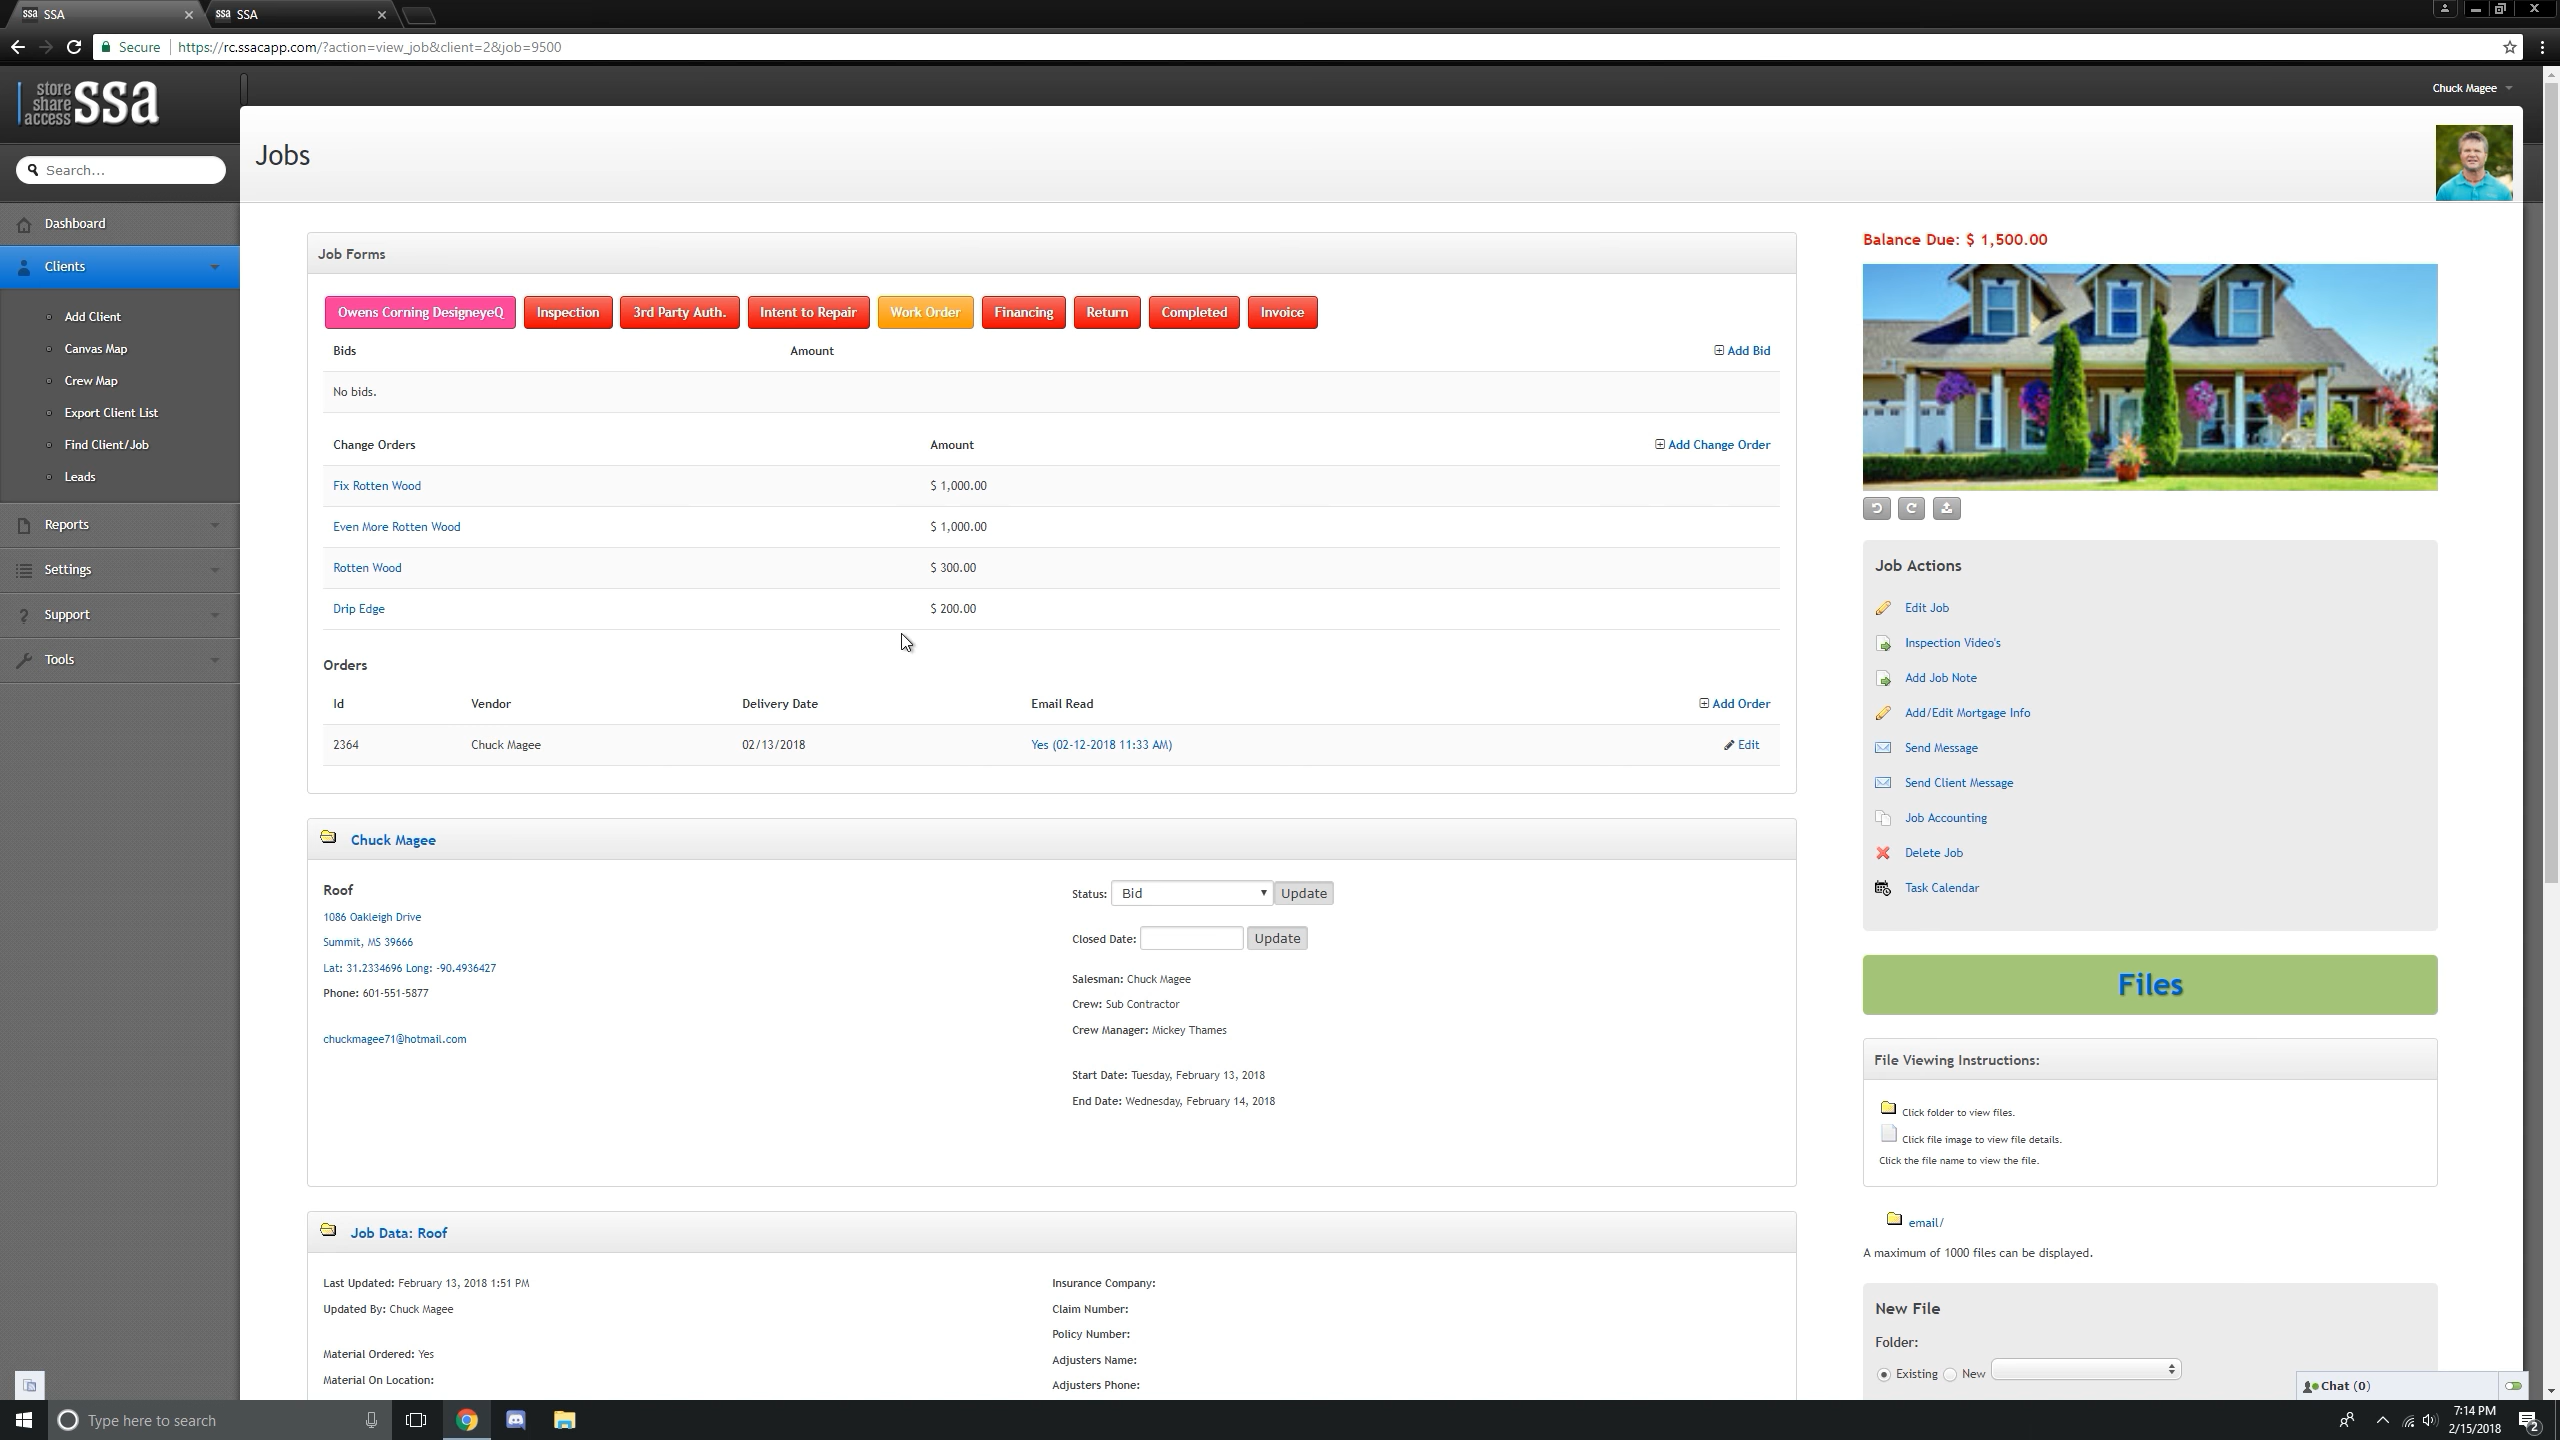 ssa SSA
ssa SSA
Secure https://rc.ssacapp.com/?action=view_job&client=2&job=9500
store share access ssa
Chuck Magee
Search...
Jobs
Dashboard
Clients
Add Client
Canvas Map
Crew Map
Export Client List
Find Client/Job
Leads
Reports
Settings
Support
Tools
Job Forms
Owens Corning DesigneyeQ Inspection 3rd Party Auth. Intent to Repair Work Order Financing Return Completed Invoice
Bids Amount Add Bid
No bids.
Change Orders Amount Add Change Order
Fix Rotten Wood $ 1,000.00
Even More Rotten Wood $ 1,000.00
Rotten Wood $ 300.00
Drip Edge $ 200.00
Orders
Id Vendor Delivery Date Email Read Add Order
2364 Chuck Magee 02/13/2018 Yes (02-12-2018 11:33 AM) Edit
Chuck Magee
Roof
1086 Oakleigh Drive
Summit, MS 39666
Lat: 31.2334696 Long: -90.4936427
Phone: 601-551-5877
chuckmagee71@hotmail.com
Status: Bid Update
Closed Date: Update
Salesman: Chuck Magee
Crew: Sub Contractor
Crew Manager: Mickey Thames
Start Date: Tuesday, February 13, 2018
End Date: Wednesday, February 14, 2018
Job Data: Roof
Last Updated: February 13, 2018 1:51 PM
Updated By: Chuck Magee
Material Ordered: Yes
Material On Location:
Insurance Company:
Claim Number:
Policy Number:
Adjusters Name:
Adjusters Phone:
Balance Due: $ 1,500.00
Job Actions
Edit Job
Inspection Video's
Add Job Note
Add/Edit Mortgage Info
Send Message
Send Client Message
Job Accounting
Delete Job
Task Calendar
Files
File Viewing Instructions:
Click folder to view files.
Click file image to view file details.
Click the file name to view the file.
email/
A maximum of 1000 files can be displayed.
New File
Folder:
Existing New
Chat (0)
Type here to search
7:14 PM
2/15/2018
2